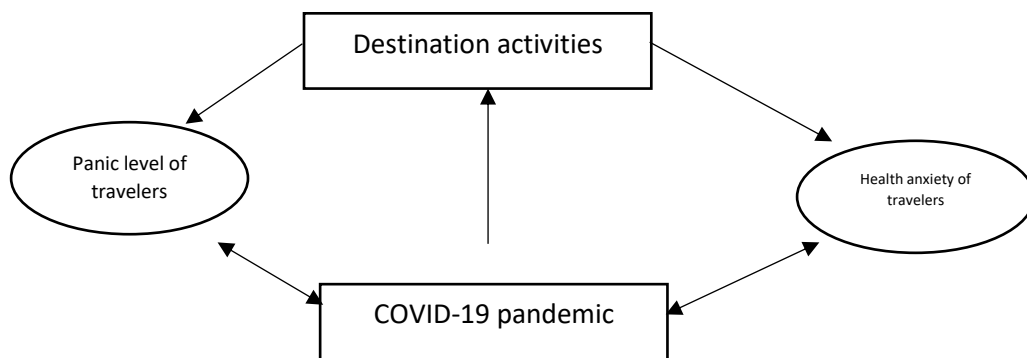 Destination activities
Panic level of
travelers
Health anxiety of
travelers
COVID-19 pandemic